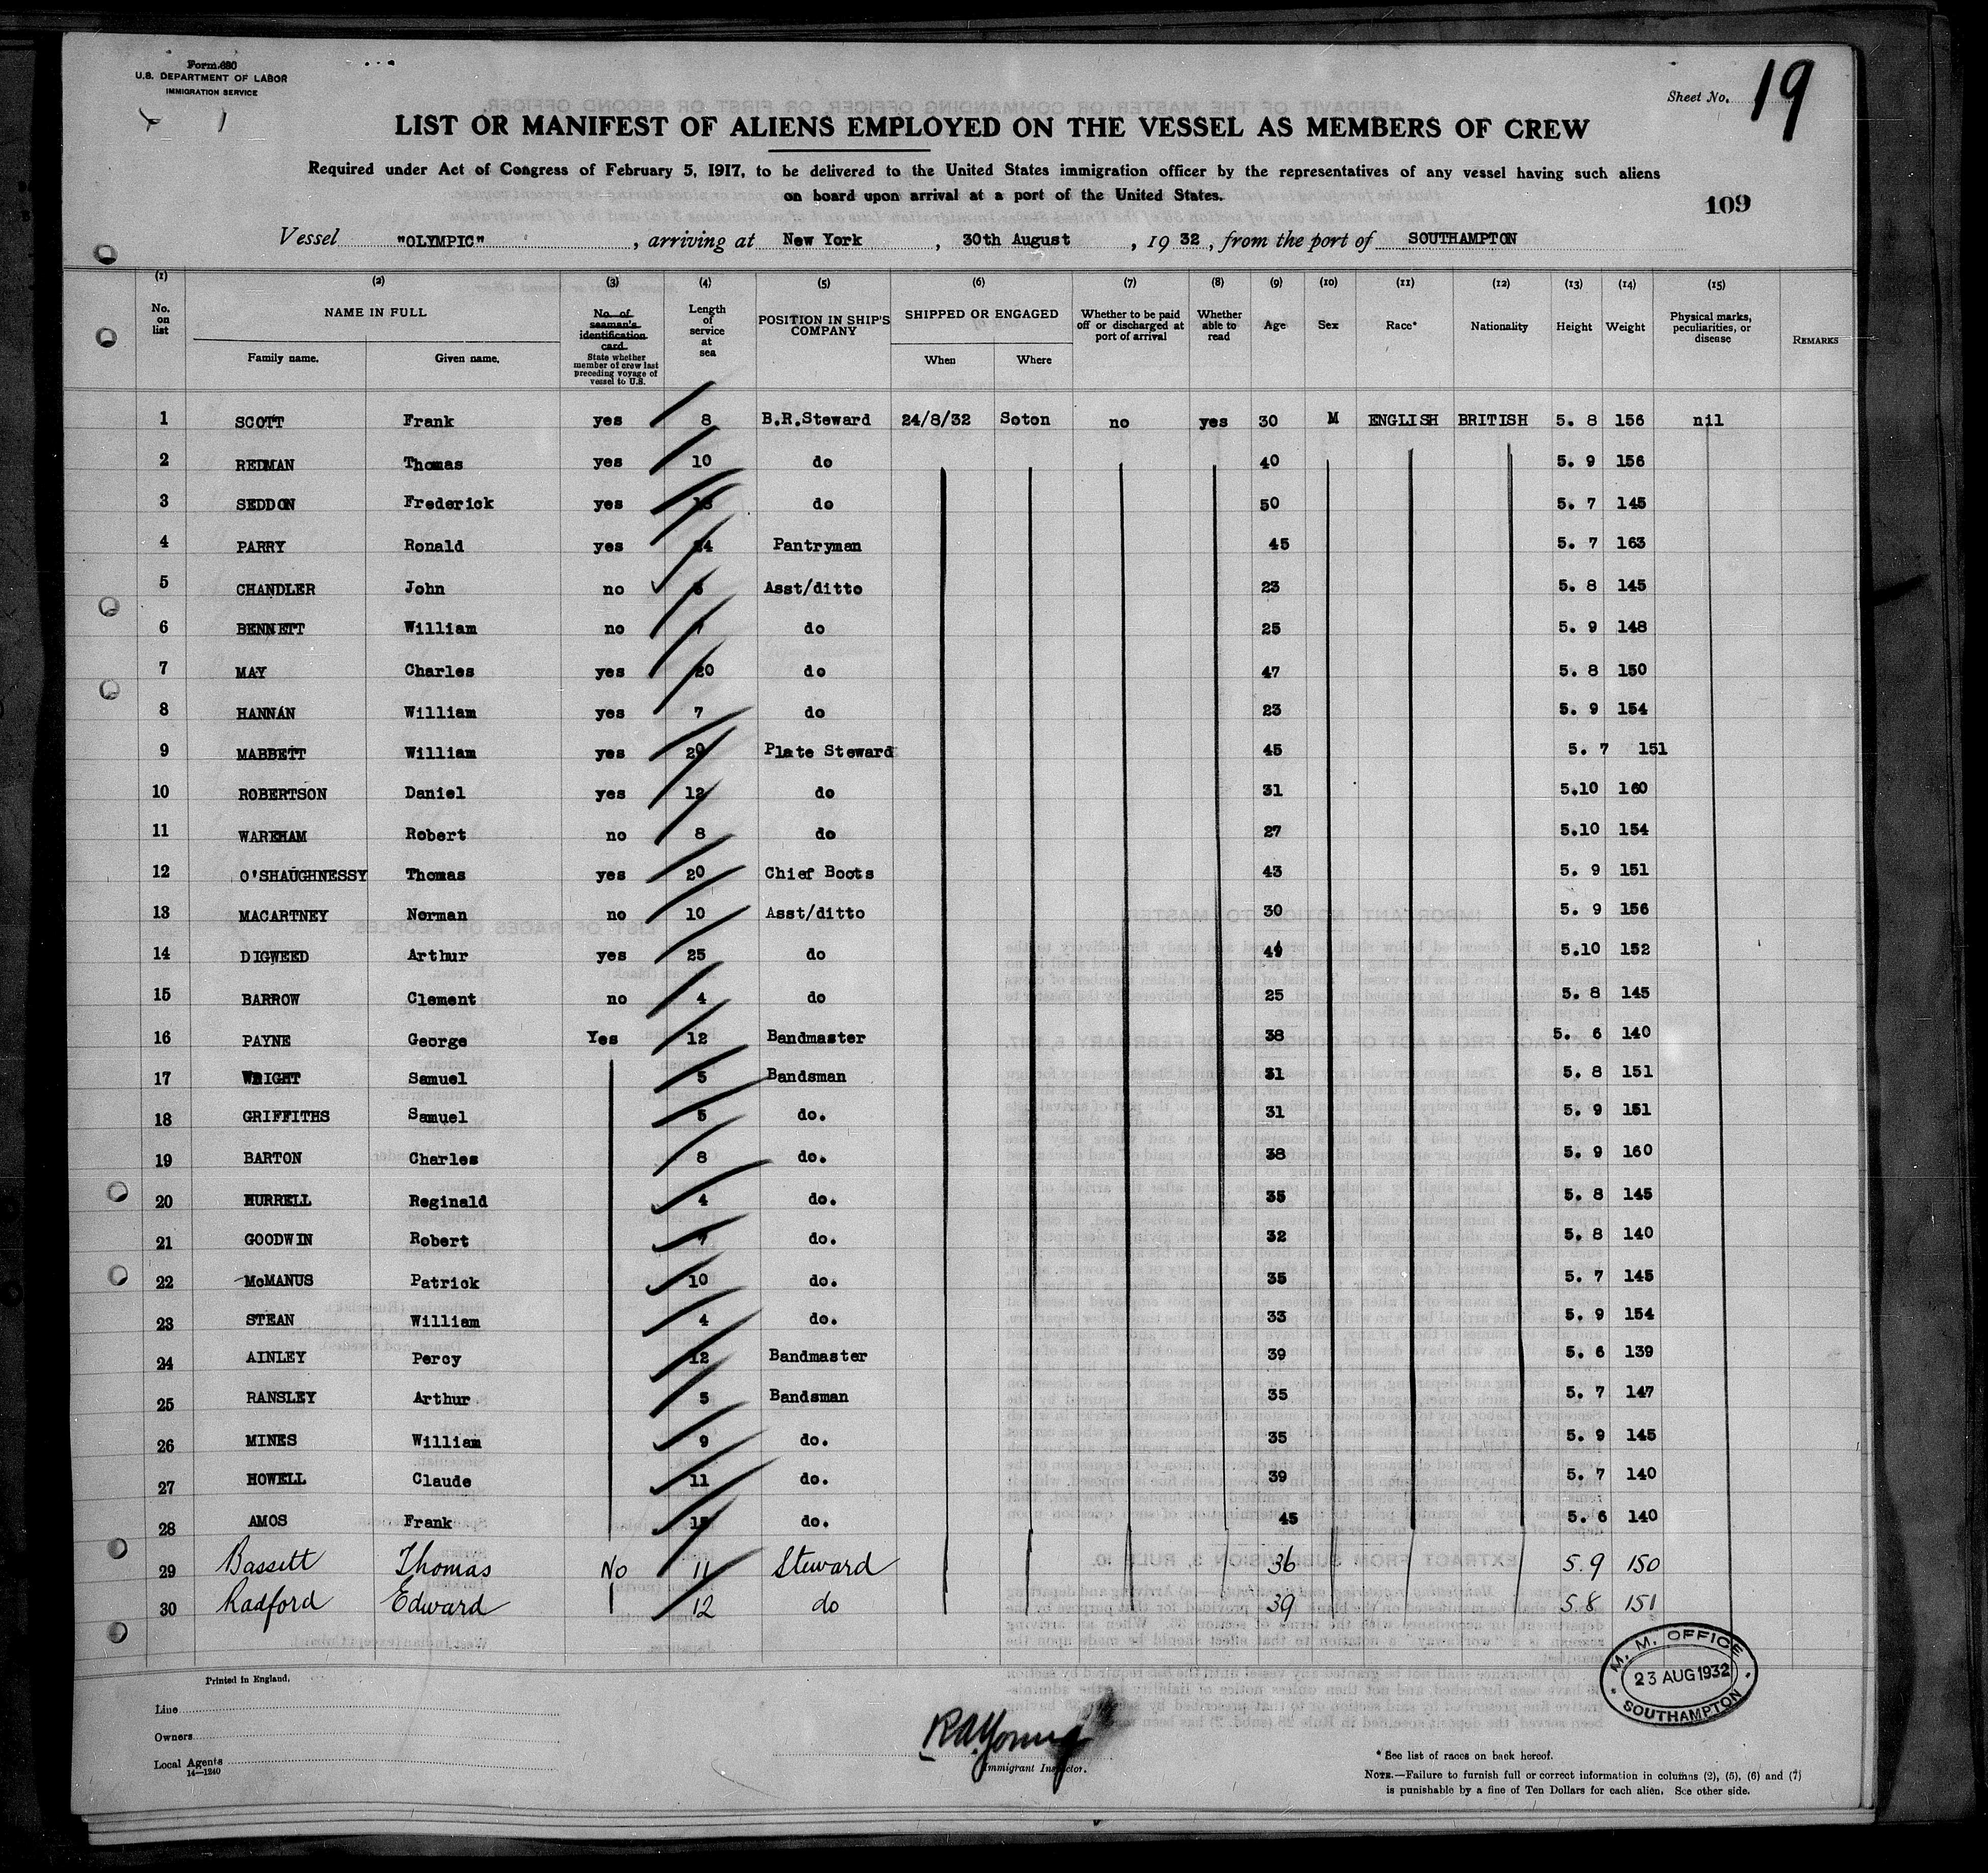 Form 680
U.S. DEPARTMENT OF LABOR
IMMIGRATION SERVICE
Sheet No. 19
LIST OR MANIFEST OF ALIENS EMPLOYED ON THE VESSEL AS MEMBERS OF CREW
Required under Act of Congress of February 5, 1917, to be delivered to the United States immigration officer by the representatives of any vessel having such aliens
on board upon arrival at a port of the United States.
109
Vessel "OLYMPIC", arriving at New York, 30th August, 1932, from the port of SOUTHAMPTON
(1) (2) (3) (4) (5) (6) (7) (8) (9) (10) (11) (12) (13) (14) (15)
No. on list NAME IN FULL Family name. Given name. No. of seaman's identification card State whether member of crew last preceding voyage of vessel to U.S. Length of service at sea POSITION IN SHIP'S COMPANY SHIPPED OR ENGAGED When Where Whether to be paid off or discharged at port of arrival Whether able to read Age Sex Race* Nationality Height Weight Physical marks, peculiarities, or disease REMARKS
1 SCOTT Frank yes 8 B.R.Steward 24/8/32 Soton no yes 30 M ENGLISH BRITISH 5. 8 156 nil
2 REDMAN Thomas yes 10 do 40 5. 9 156
3 SEDDON Frederick yes do 50 5. 7 145
4 PARRY Ronald yes 24 Pantryman 45 5. 7 163
5 CHANDLER John no Asst/ditto 23 5. 8 145
6 BENNETT William no 7 do 25 5. 9 148
7 MAY Charles yes 20 do 47 5. 8 150
8 HANNAN William yes 7 do 23 5. 9 154
9 MABBETT William yes 29 Plate Steward 45 5. 7 151
10 ROBERTSON Daniel yes 12 do 31 5.10 160
11 WAREHAM Robert no 8 do 27 5.10 154
12 O'SHAUGHNESSY Thomas yes 20 Chief Boots 43 5. 9 151
13 MACARTNEY Norman no 10 Asst/ditto 30 5. 9 156
14 DIGWEED Arthur yes 25 do 49 5.10 152
15 BARROW Clement no 4 do 25 5. 8 145
16 PAYNE George Yes 12 Bandmaster 38 5. 6 140
17 WRIGHT Samuel 5 Bandsman 31 5. 8 151
18 GRIFFITHS Samuel 5 do. 31 5. 9 151
19 BARTON Charles 8 do. 38 5. 9 160
20 HURRELL Reginald 4 do. 35 5. 8 145
21 GOODWIN Robert 7 do. 32 5. 8 140
22 McMANUS Patrick 10 do. 35 5. 7 145
23 STEAN William 4 do. 33 5. 9 154
24 AINLEY Percy 12 Bandmaster 39 5. 6 139
25 RANSLEY Arthur 5 Bandsman 35 5. 7 147
26 MINES William 9 do. 35 5. 9 145
27 HOWELL Claude 11 do. 39 5. 7 140
28 AMOS Frank do. 45 5. 6 140
29 Bassett Thomas No 11 Steward 36 5.9 150
30 Radford Edward 12 do 39 5.8 151
M. M. OFFICE
23 AUG 1932
SOUTHAMPTON
Printed in England.
Line
Owners
Local Agents
14—1240
R A Young
Immigrant Inspector.
* See list of races on back hereof.
NOTE.—Failure to furnish full or correct information in columns (2), (5), (6) and (7)
is punishable by a fine of Ten Dollars for each alien. See other side.